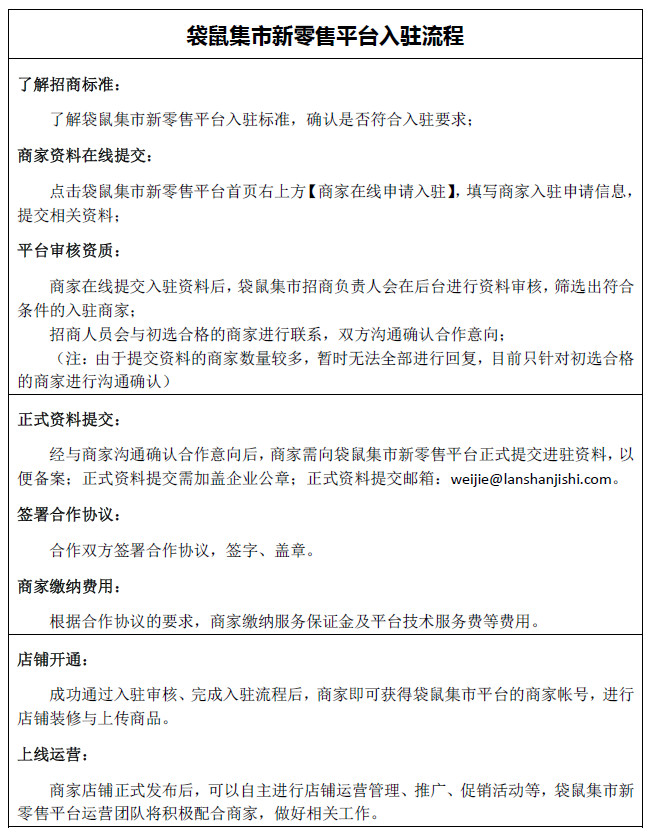 袋鼠集市新零售平台入驻流程
了解招商标准：
了解袋鼠集市新零售平台入驻标准，确认是否符合入驻要求；
商家资料在线提交：
点击袋鼠集市新零售平台首页右上方【商家在线申请入驻】，填写商家入驻申请信息，
提交相关资料；
平台审核资质：
商家在线提交入驻资料后，袋鼠集市招商负责人会在后台进行资料审核，筛选出符合
条件的入驻商家；
招商人员会与初选合格的商家进行联系，双方沟通确认合作意向；
（注：由于提交资料的商家数量较多，暂时无法全部进行回复，目前只针对初选合格
的商家进行沟通确认）
正式资料提交：
经与商家沟通确认合作意向后，商家需向袋鼠集市新零售平台正式提交进驻资料，以
便备案；正式资料提交需加盖企业公章；正式资料提交邮箱：weijie@lanshanjishi.com。
签署合作协议：
合作双方签署合作协议，签字、盖章。
商家缴纳费用：
根据合作协议的要求，商家缴纳服务保证金及平台技术服务费等费用。
店铺开通：
成功通过入驻审核、完成入驻流程后，商家即可获得袋鼠集市平台的商家帐号，进行
店铺装修与上传商品。
上线运营：
商家店铺正式发布后，可以自主进行店铺运营管理、推广、促销活动等，袋鼠集市新
零售平台运营团队将积极配合商家，做好相关工作。